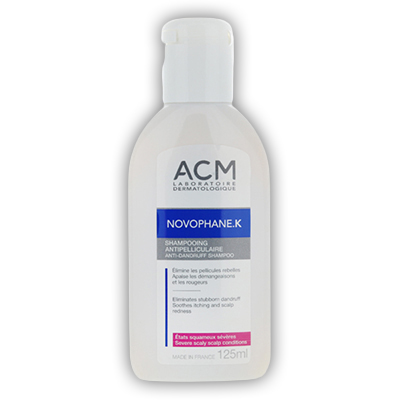 ACM
LABORATOIRE
DERMATOLOGIQUE
NOVOPHANE.K
SHAMPOOING
ANTIPELLICULAIRE
ANTI-DANDRUFF SHAMPOO
Élimine les pellicules rebelles
Apaise les démangeaisons
et les rougeurs
Eliminates stubborn dandruff
Soothes itching and scalp
redness
États squameux sévères
Severe scaly scalp conditions
MADE IN FRANCE 125ml